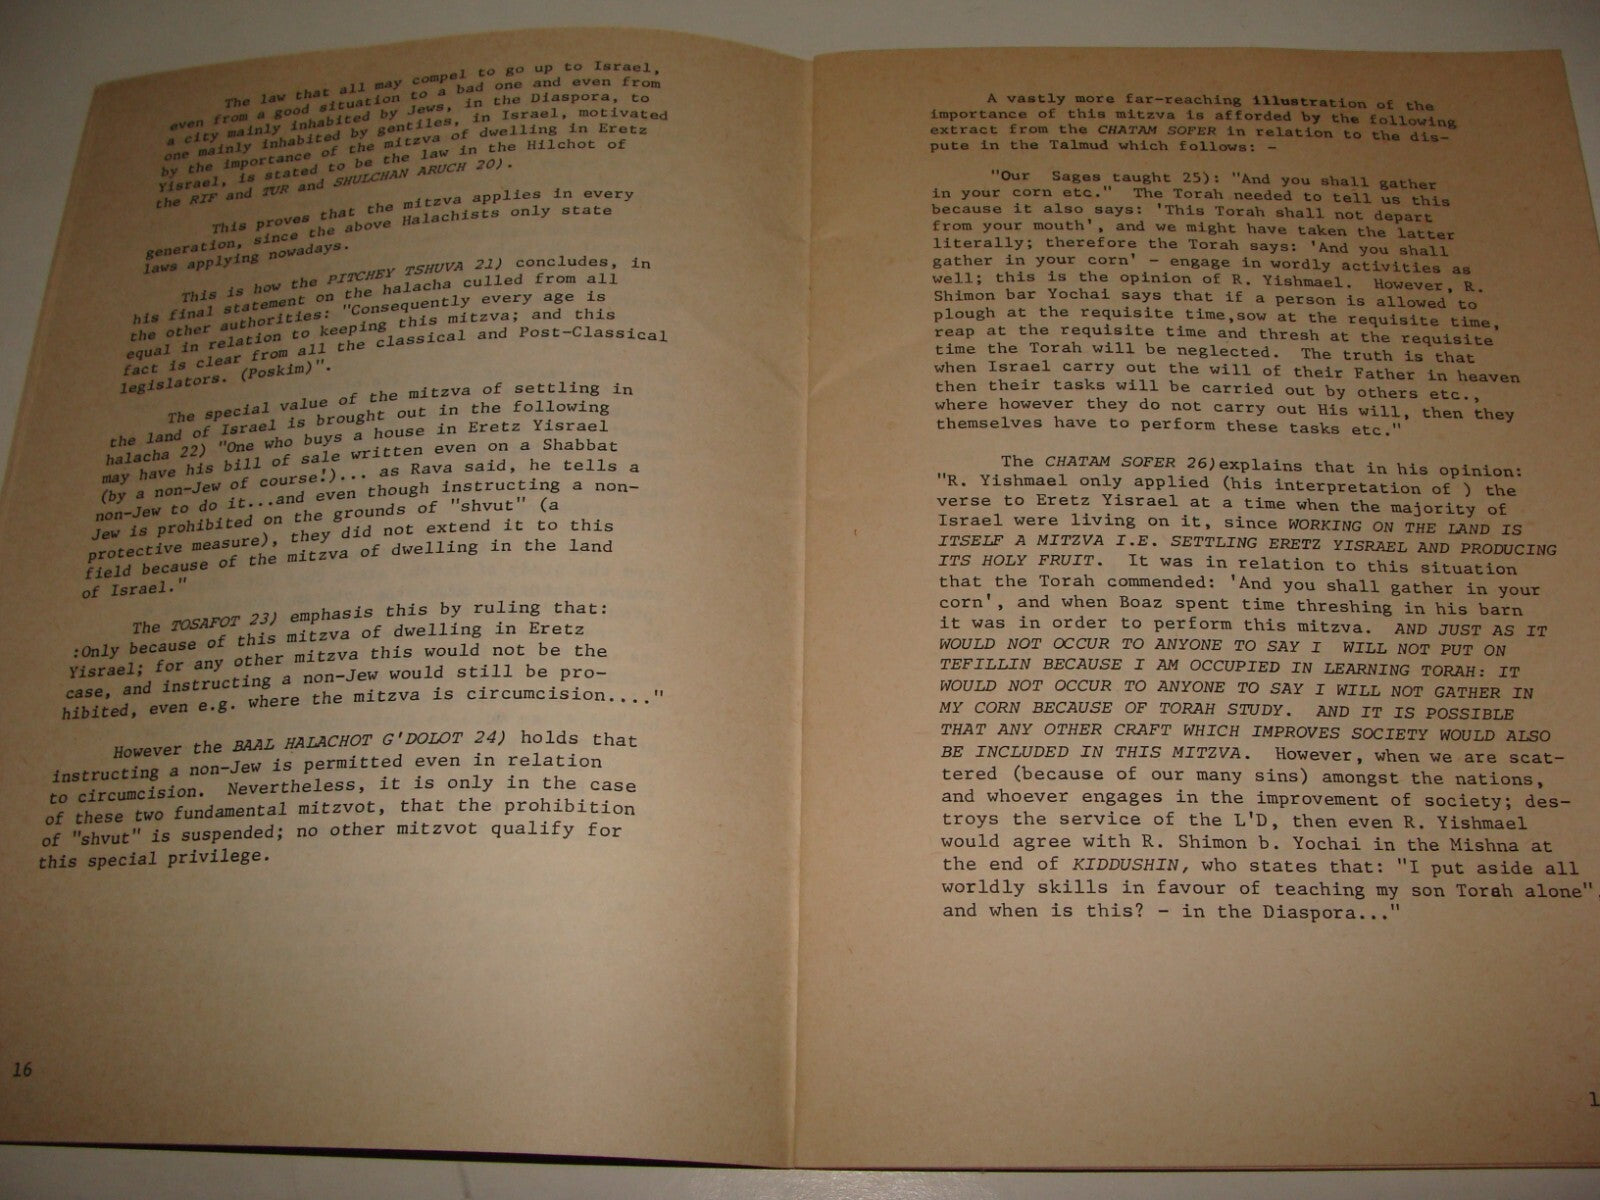 The law that all may compel to go up to Israel,
even from a good situation to a bad one and even from
a city mainly inhabited by Jews, in the Diaspora, to
one mainly inhabited by gentiles, in Israel, motivated
by the importance of the mitzva of dwelling in Eretz
Yisrael, is stated to be the law in the Hilchot of
the RIF and TUR and SHULCHAN ARUCH 20).
This proves that the mitzva applies in every
generation, since the above Halachists only state
laws applying nowadays.
This is how the PITCHEY TSHUVA 21) concludes, in
his final statement on the halacha culled from all
the other authorities: "Consequently every age is
equal in relation to keeping this mitzva; and this
fact is clear from all the classical and Post-Classical
legislators. (Poskim)".
The special value of the mitzva of settling in
the land of Israel is brought out in the following
halacha 22) "One who buys a house in Eretz Yisrael
may have his bill of sale written even on a Shabbat
(by a non-Jew of course!)... as Rava said, he tells a
non-Jew to do it...and even though instructing a non-
Jew is prohibited on the grounds of "shvut" (a
protective measure), they did not extend it to this
field because of the mitzva of dwelling in the land
of Israel."
The TOSAFOT 23) emphasis this by ruling that:
:Only because of this mitzva of dwelling in Eretz
Yisrael; for any other mitzva this would not be the
case, and instructing a non-Jew would still be pro-
hibited, even e.g. where the mitzva is circumcision...."
However the BAAL HALACHOT G'DOLOT 24) holds that
instructing a non-Jew is permitted even in relation
to circumcision. Nevertheless, it is only in the case
of these two fundamental mitzvot, that the prohibition
of "shvut" is suspended; no other mitzvot qualify for
this special privilege.
16
A vastly more far-reaching illustration of the
importance of this mitzva is afforded by the following
extract from the CHATAM SOFER in relation to the dis-
pute in the Talmud which follows: -
"Our Sages taught 25): "And you shall gather
in your corn etc." The Torah needed to tell us this
because it also says: 'This Torah shall not depart
from your mouth', and we might have taken the latter
literally; therefore the Torah says: 'And you shall
gather in your corn' - engage in wordly activities as
well; this is the opinion of R. Yishmael. However, R.
Shimon bar Yochai says that if a person is allowed to
plough at the requisite time,sow at the requisite time,
reap at the requisite time and thresh at the requisite
time the Torah will be neglected. The truth is that
when Israel carry out the will of their Father in heaven
then their tasks will be carried out by others etc.,
where however they do not carry out His will, then they
themselves have to perform these tasks etc."
The CHATAM SOFER 26)explains that in his opinion:
"R. Yishmael only applied (his interpretation of ) the
verse to Eretz Yisrael at a time when the majority of
Israel were living on it, since WORKING ON THE LAND IS
ITSELF A MITZVA I.E. SETTLING ERETZ YISRAEL AND PRODUCING
ITS HOLY FRUIT. It was in relation to this situation
that the Torah commended: 'And you shall gather in your
corn', and when Boaz spent time threshing in his barn
it was in order to perform this mitzva. AND JUST AS IT
WOULD NOT OCCUR TO ANYONE TO SAY I WILL NOT PUT ON
TEFILLIN BECAUSE I AM OCCUPIED IN LEARNING TORAH: IT
WOULD NOT OCCUR TO ANYONE TO SAY I WILL NOT GATHER IN
MY CORN BECAUSE OF TORAH STUDY. AND IT IS POSSIBLE
THAT ANY OTHER CRAFT WHICH IMPROVES SOCIETY WOULD ALSO
BE INCLUDED IN THIS MITZVA. However, when we are scat-
tered (because of our many sins) amongst the nations,
and whoever engages in the improvement of society; des-
troys the service of the L'D, then even R. Yishmael
would agree with R. Shimon b. Yochai in the Mishna at
the end of KIDDUSHIN, who states that: "I put aside all
worldly skills in favour of teaching my son Torah alone"
and when is this? - in the Diaspora..."